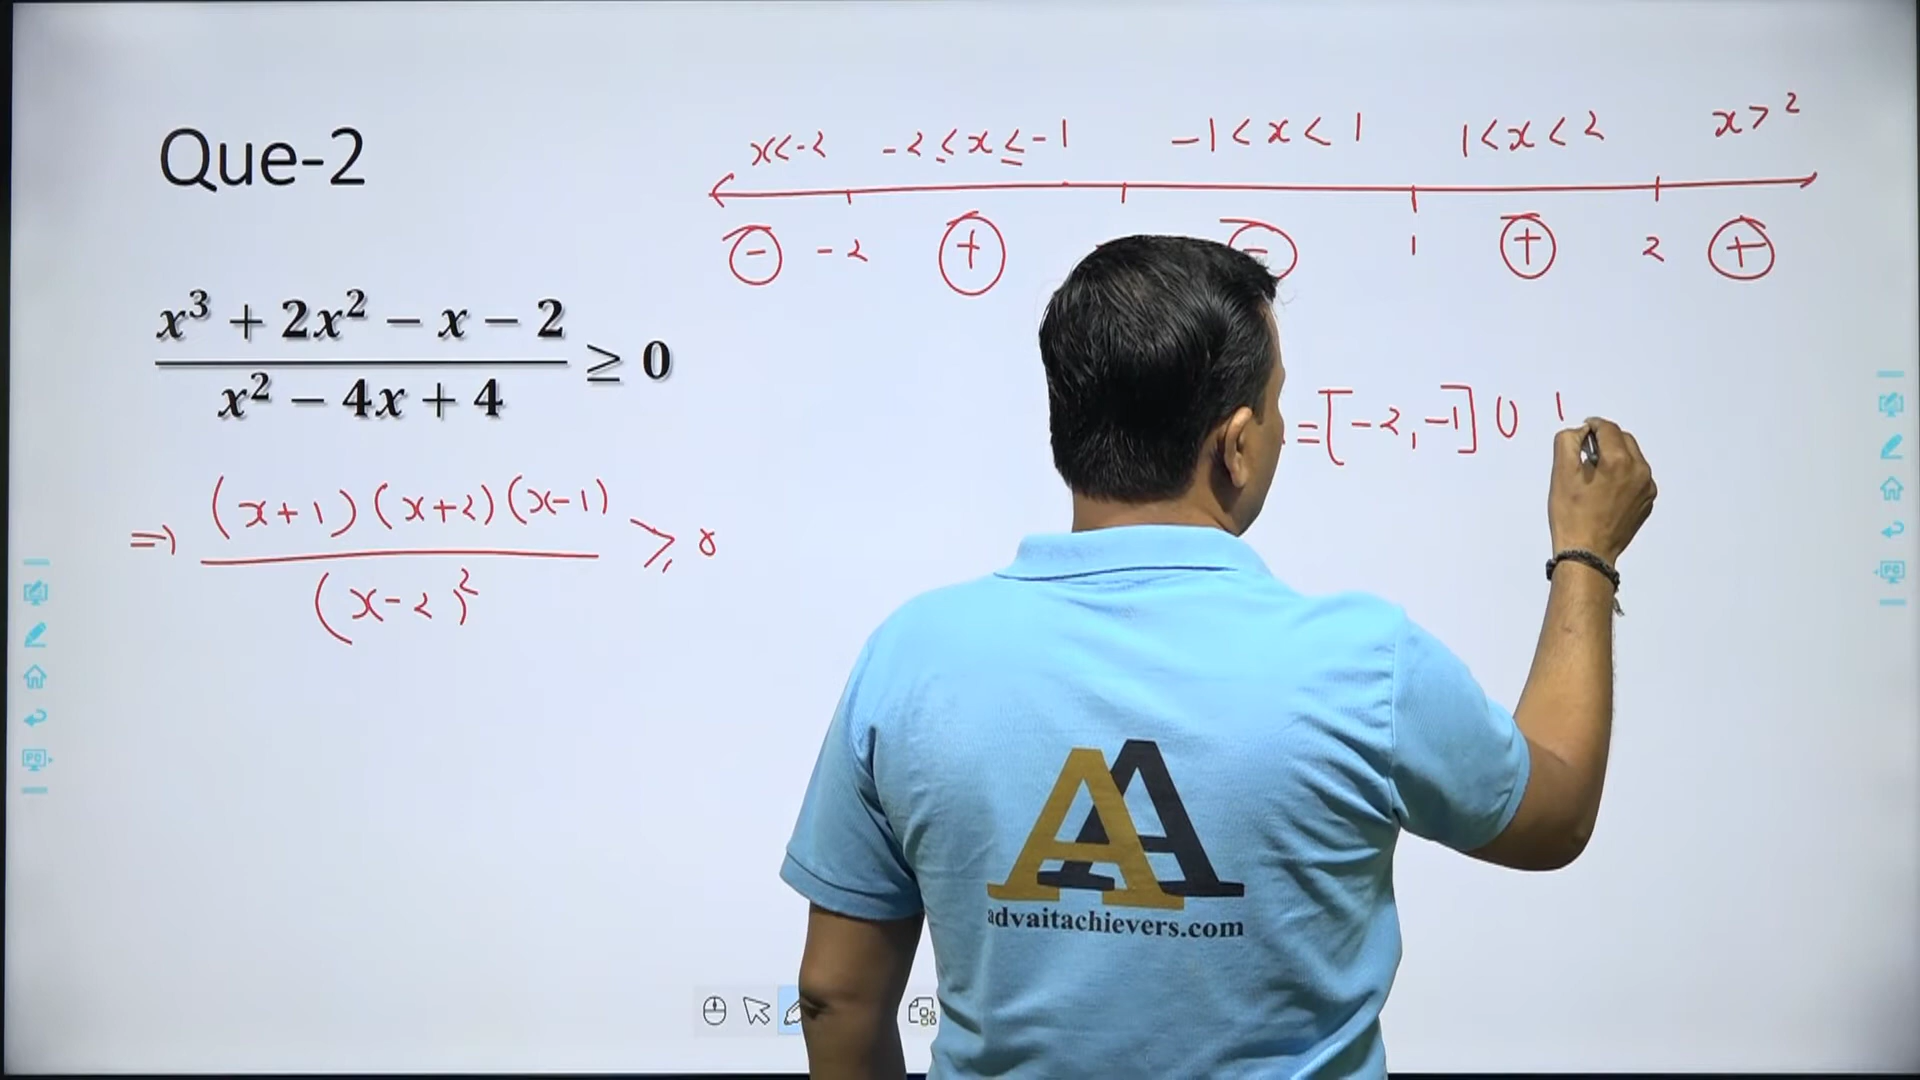 Que-2
x³ + 2x² − x − 2
x² − 4x + 4
≥ 0
⇒ (x+1)(x+2)(x-1)
(x-2)²
≥ 0
x<-2 -2≤x≤-1 -1<x<1 1<x<2 x>2
- -2 + - 1 + 2 +
=[-2,-1] ∪
AA
advaitachievers.com